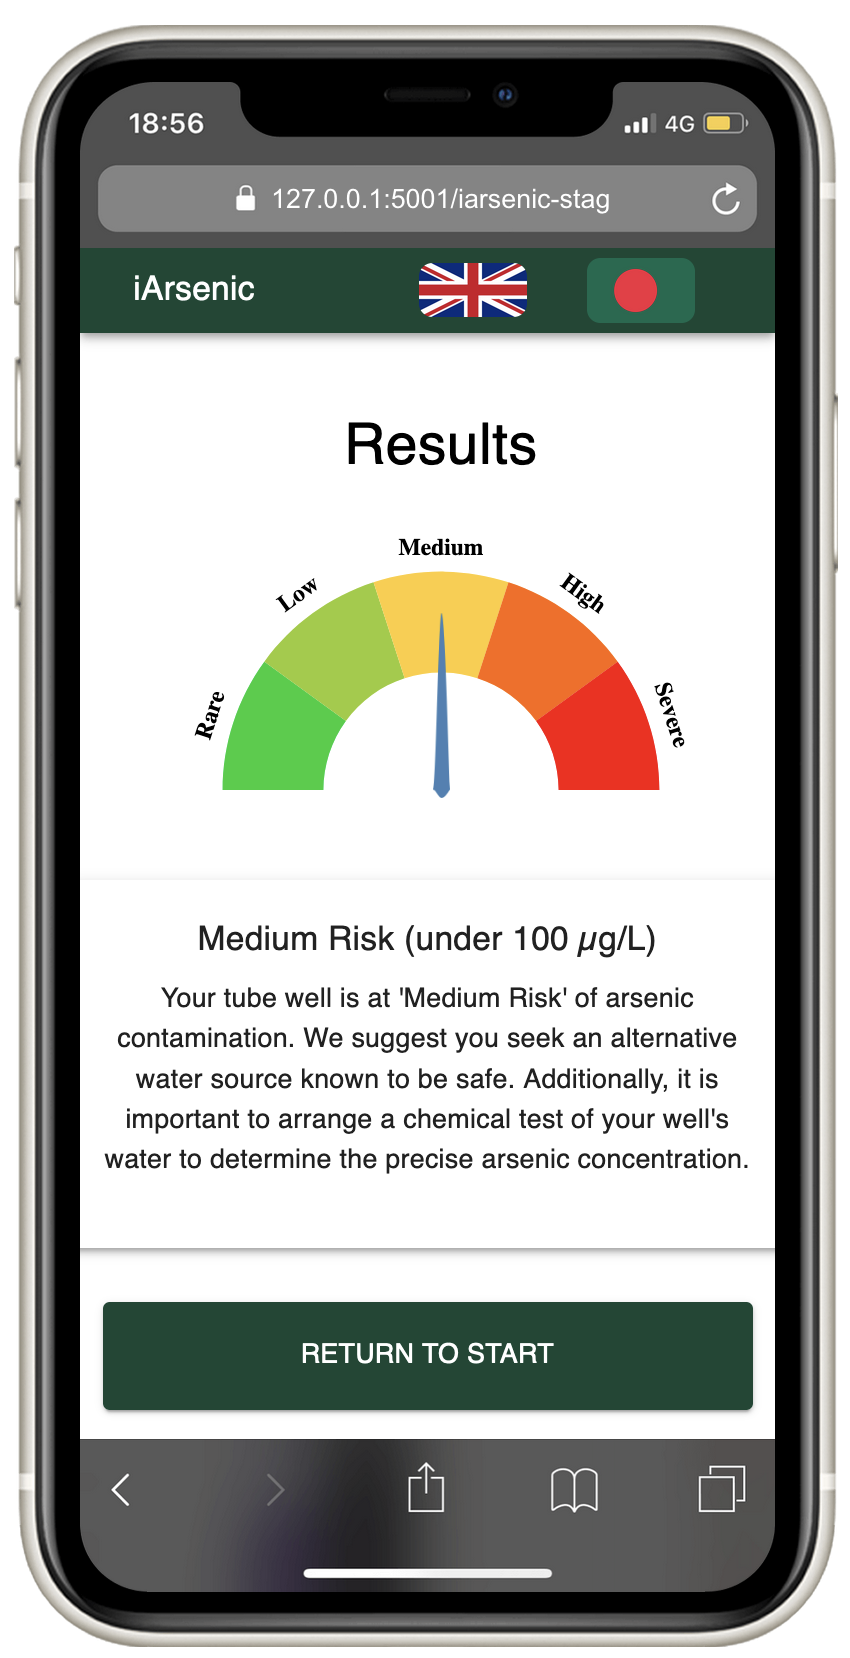 18:56
4G
127.0.0.1:5001/iarsenic-stag
iArsenic
Results
Medium
Low
High
Rare
Severe
Medium Risk (under 100 µg/L)
Your tube well is at 'Medium Risk' of arsenic
contamination. We suggest you seek an alternative
water source known to be safe. Additionally, it is
important to arrange a chemical test of your well's
water to determine the precise arsenic concentration.
RETURN TO START